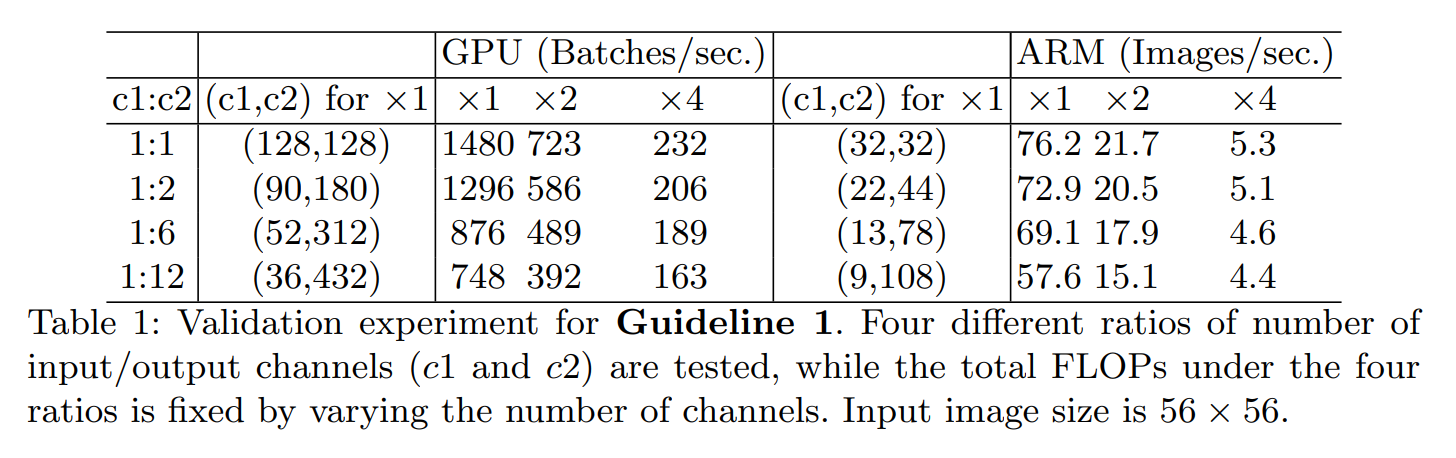 GPU (Batches/sec.) ARM (Images/sec.)
c1:c2 (c1,c2) for ×1 ×1 ×2 ×4 (c1,c2) for ×1 ×1 ×2 ×4
1:1 (128,128) 1480 723 232 (32,32) 76.2 21.7 5.3
1:2 (90,180) 1296 586 206 (22,44) 72.9 20.5 5.1
1:6 (52,312) 876 489 189 (13,78) 69.1 17.9 4.6
1:12 (36,432) 748 392 163 (9,108) 57.6 15.1 4.4
Table 1: Validation experiment for Guideline 1. Four different ratios of number of
input/output channels (c1 and c2) are tested, while the total FLOPs under the four
ratios is fixed by varying the number of channels. Input image size is 56 × 56.